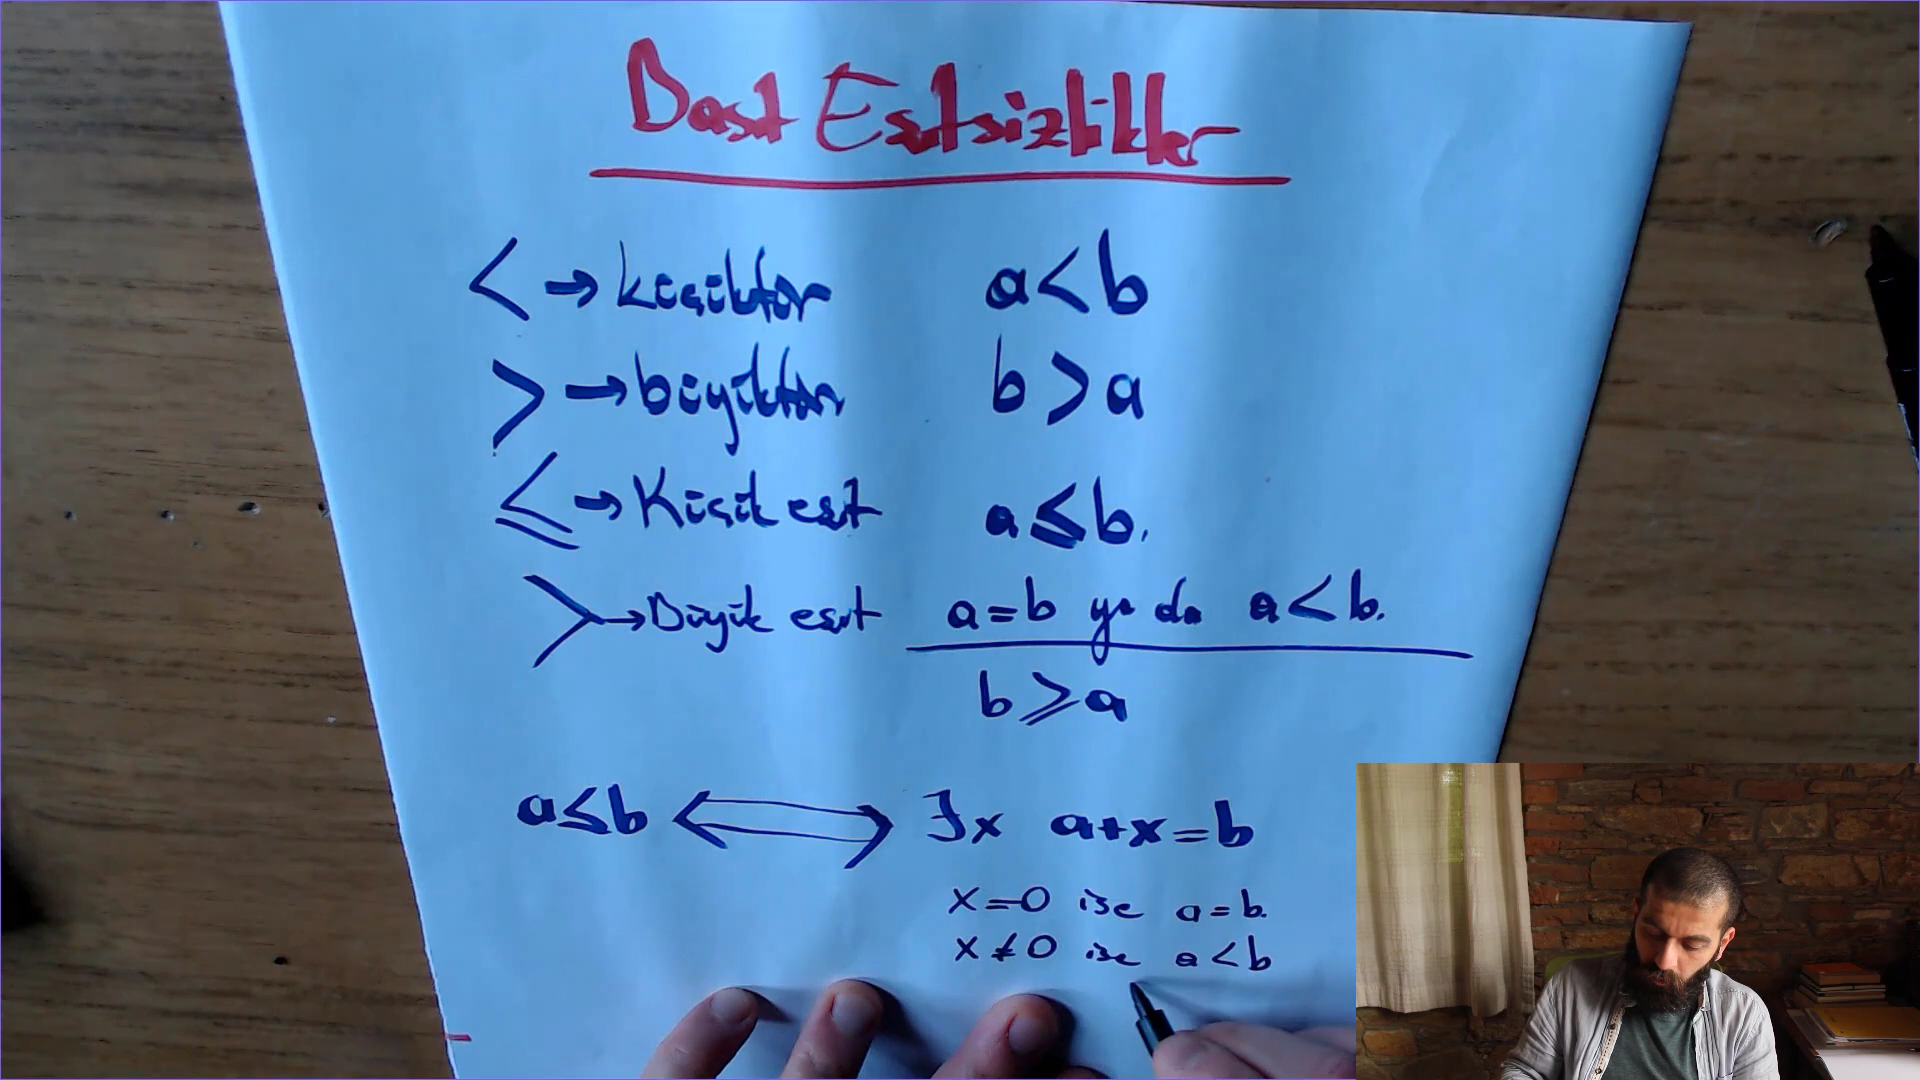 Basit Eşitsizlikler
< → küçüktür a < b
> → büyüktür b > a
≤ → Küçük eşit a ≤ b.
> → Büyük eşit a = b ya da a < b.
b ⩾ a
a ≤ b ⟺ ∃x a+x=b
x=0 ise a=b.
x≠0 ise a<b